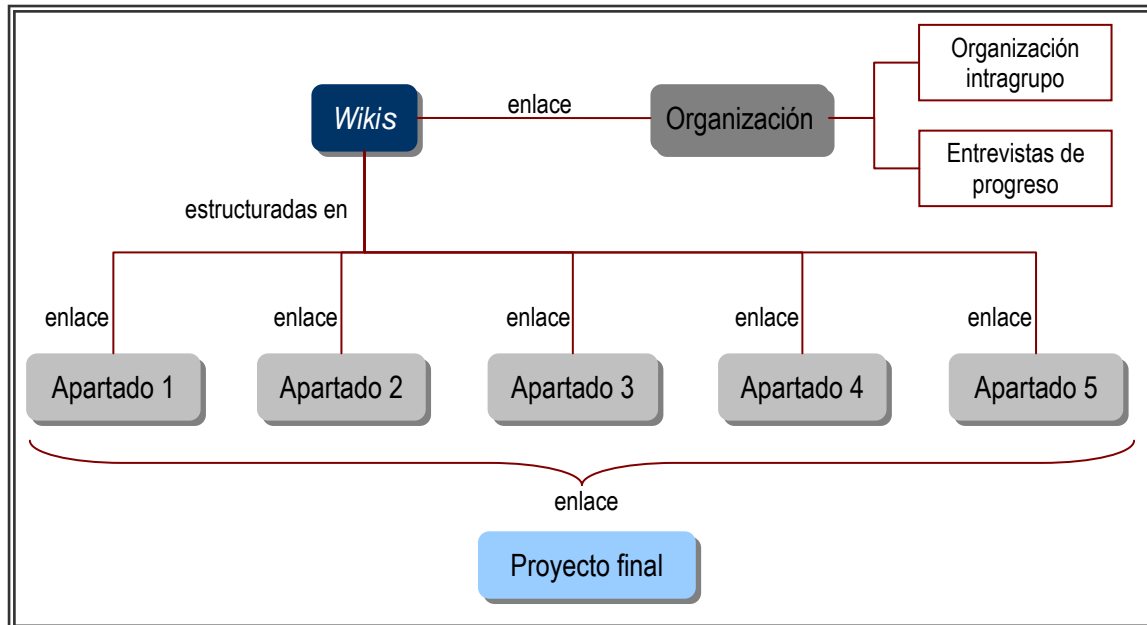 Organización
intragrupo
Wikis
enlace
Organización
Entrevistas de
progreso
estructuradas en
enlace
enlace
enlace
enlace
enlace
Apartado 1
Apartado 2
Apartado 3
Apartado 4
Apartado 5
enlace
Proyecto final